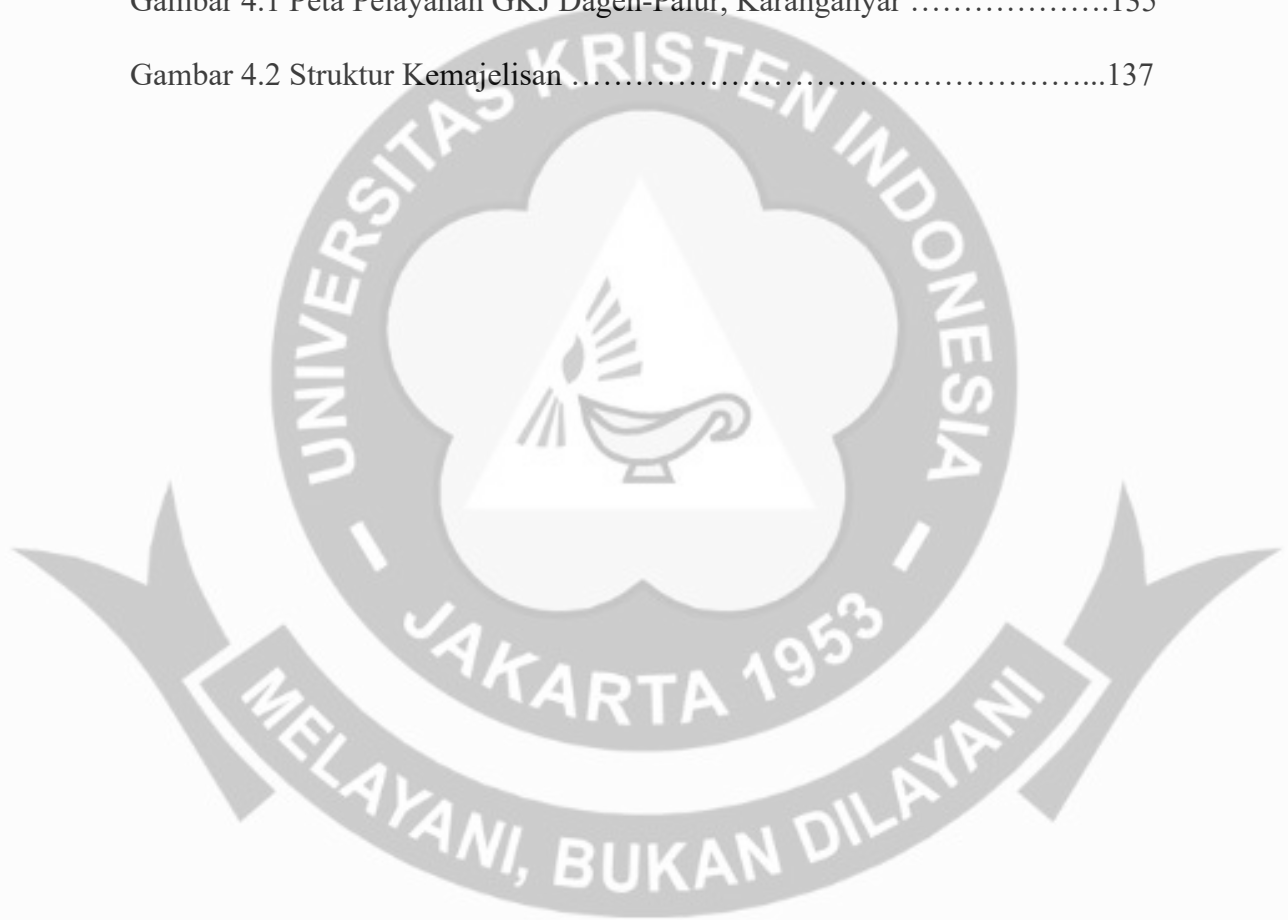 Gambar 4.1 Peta Pelayanan GKJ Dagen-Palur, Karanganyar ……………….135
Gambar 4.2 Struktur Kemajelisan …………………………………………...137
UNIVERSITAS KRISTEN INDONESIA
JAKARTA 1953
MELAYANI, BUKAN DILAYANI